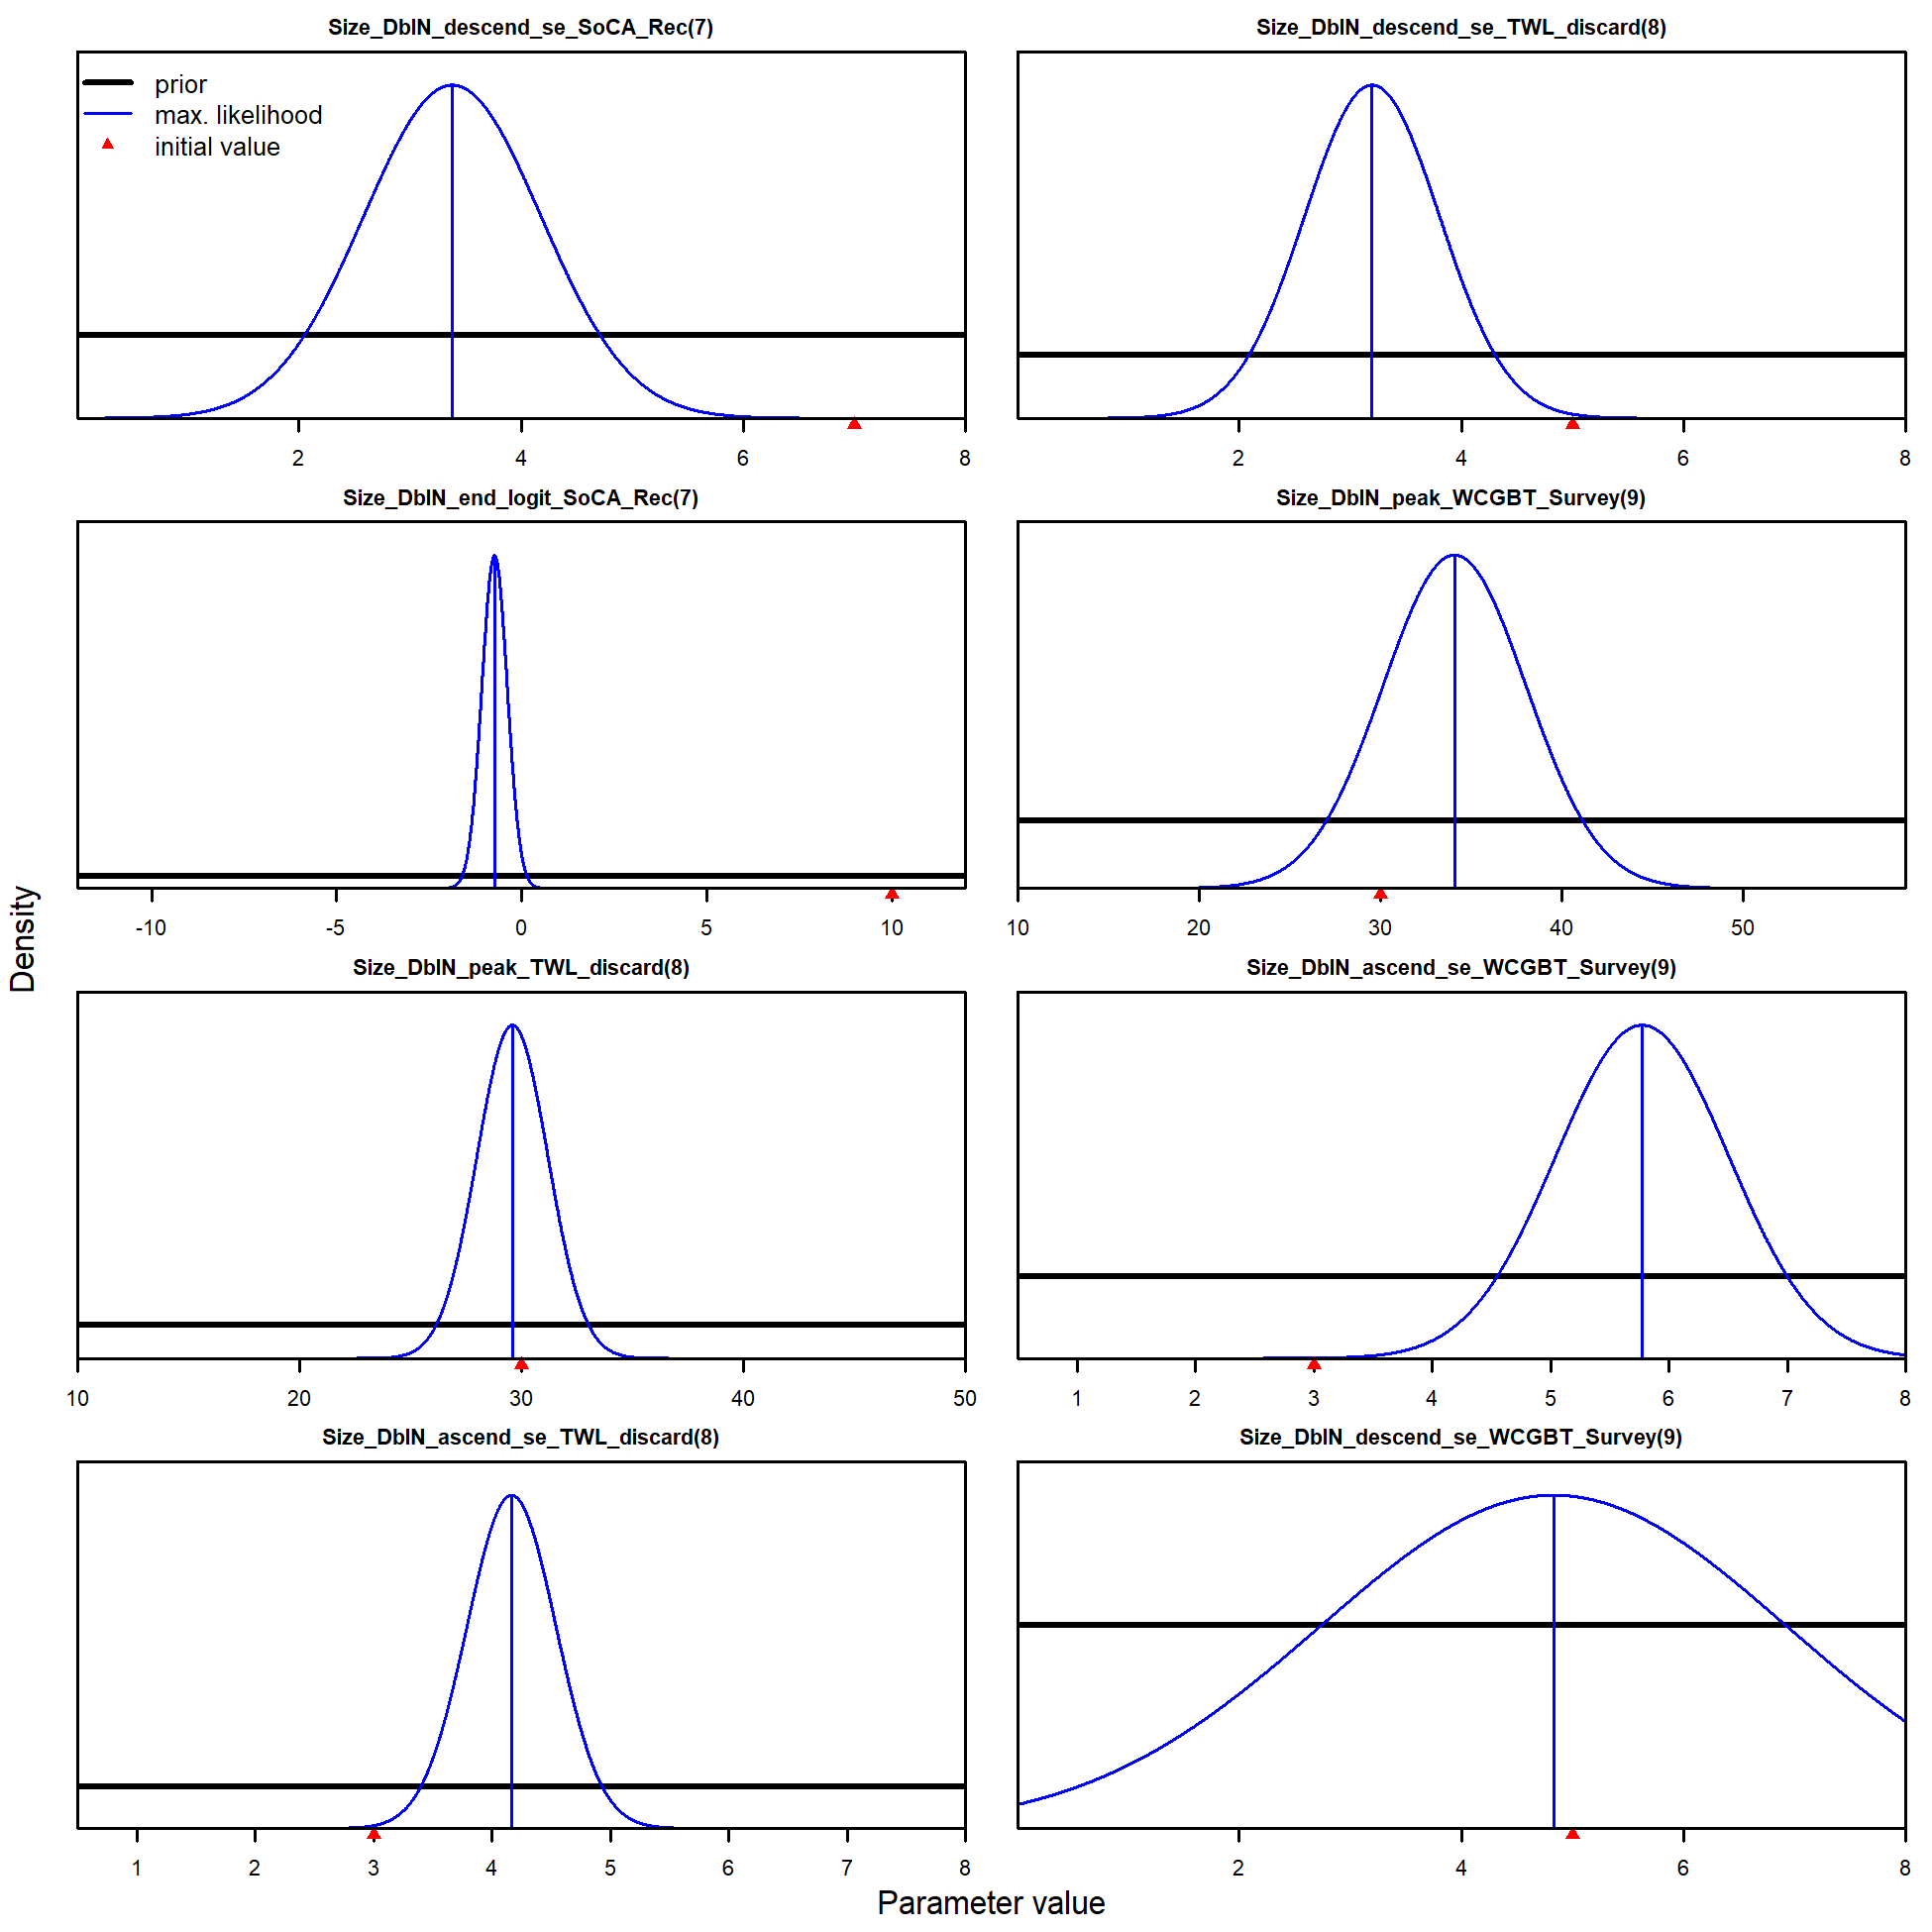 Size_DblN_descend_se_SoCA_Rec(7)
prior
max. likelihood
initial value
2 4 6 8
Size_DblN_descend_se_TWL_discard(8)
2 4 6 8
Size_DblN_end_logit_SoCA_Rec(7)
-10 -5 0 5 10
Size_DblN_peak_WCGBT_Survey(9)
10 20 30 40 50
Size_DblN_peak_TWL_discard(8)
10 20 30 40 50
Size_DblN_ascend_se_WCGBT_Survey(9)
1 2 3 4 5 6 7 8
Size_DblN_ascend_se_TWL_discard(8)
1 2 3 4 5 6 7 8
Size_DblN_descend_se_WCGBT_Survey(9)
2 4 6 8
Density
Parameter value